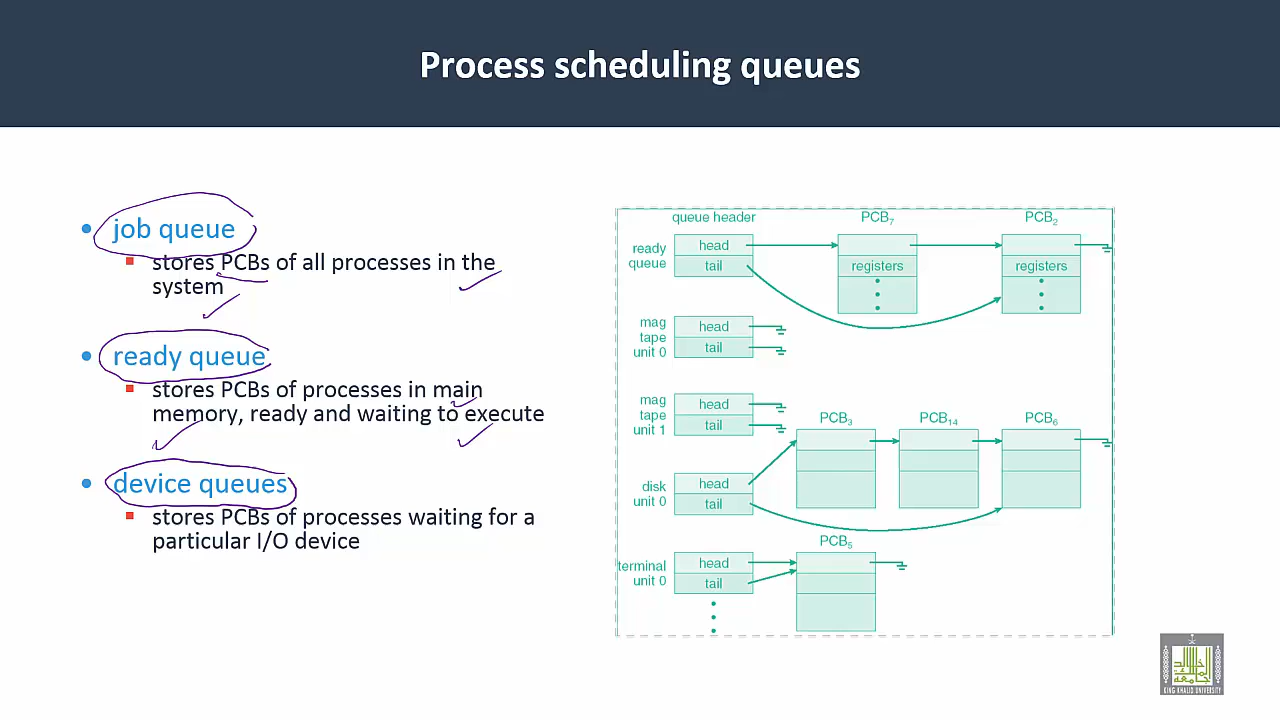 Process scheduling queues
• job queue
▪ stores PCBs of all processes in the
system
• ready queue
▪ stores PCBs of processes in main
memory, ready and waiting to execute
• device queues
▪ stores PCBs of processes waiting for a
particular I/O device
queue header
PCB7
PCB2
ready
queue
head
tail
registers
registers
mag
tape
unit 0
head
tail
mag
tape
unit 1
head
tail
PCB3
PCB14
PCB6
disk
unit 0
head
tail
PCB5
terminal
unit 0
head
tail
KING KHALID UNIVERSITY